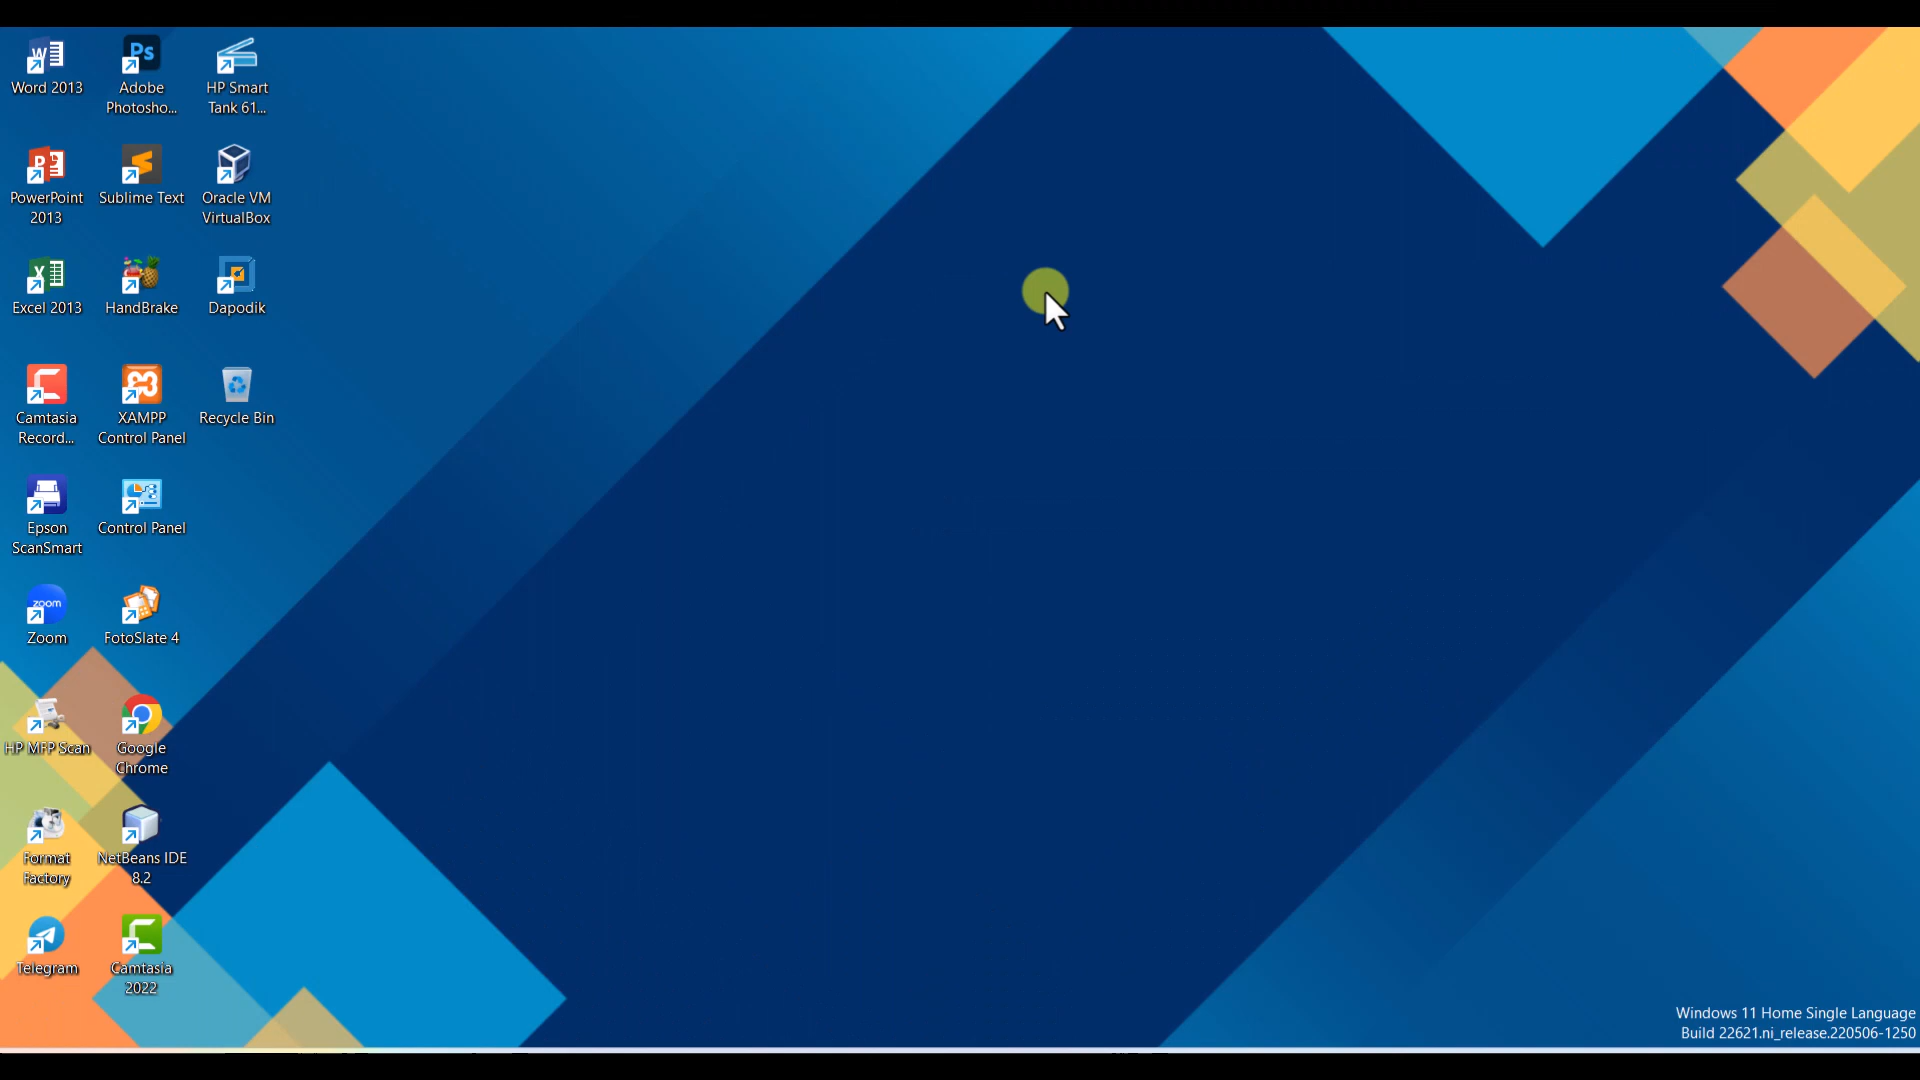 Word 2013
Adobe
Photosho...
HP Smart
Tank 61...
PowerPoint
2013
Sublime Text
Oracle VM
VirtualBox
Excel 2013
HandBrake
Dapodik
Camtasia
Record...
XAMPP
Control Panel
Recycle Bin
Epson
ScanSmart
Control Panel
zoom
Zoom
FotoSlate 4
HP MFP Scan
Google
Chrome
Format
Factory
NetBeans IDE
8.2
Telegram
Camtasia
2022
Windows 11 Home Single Language
Build 22621.ni_release.220506-1250